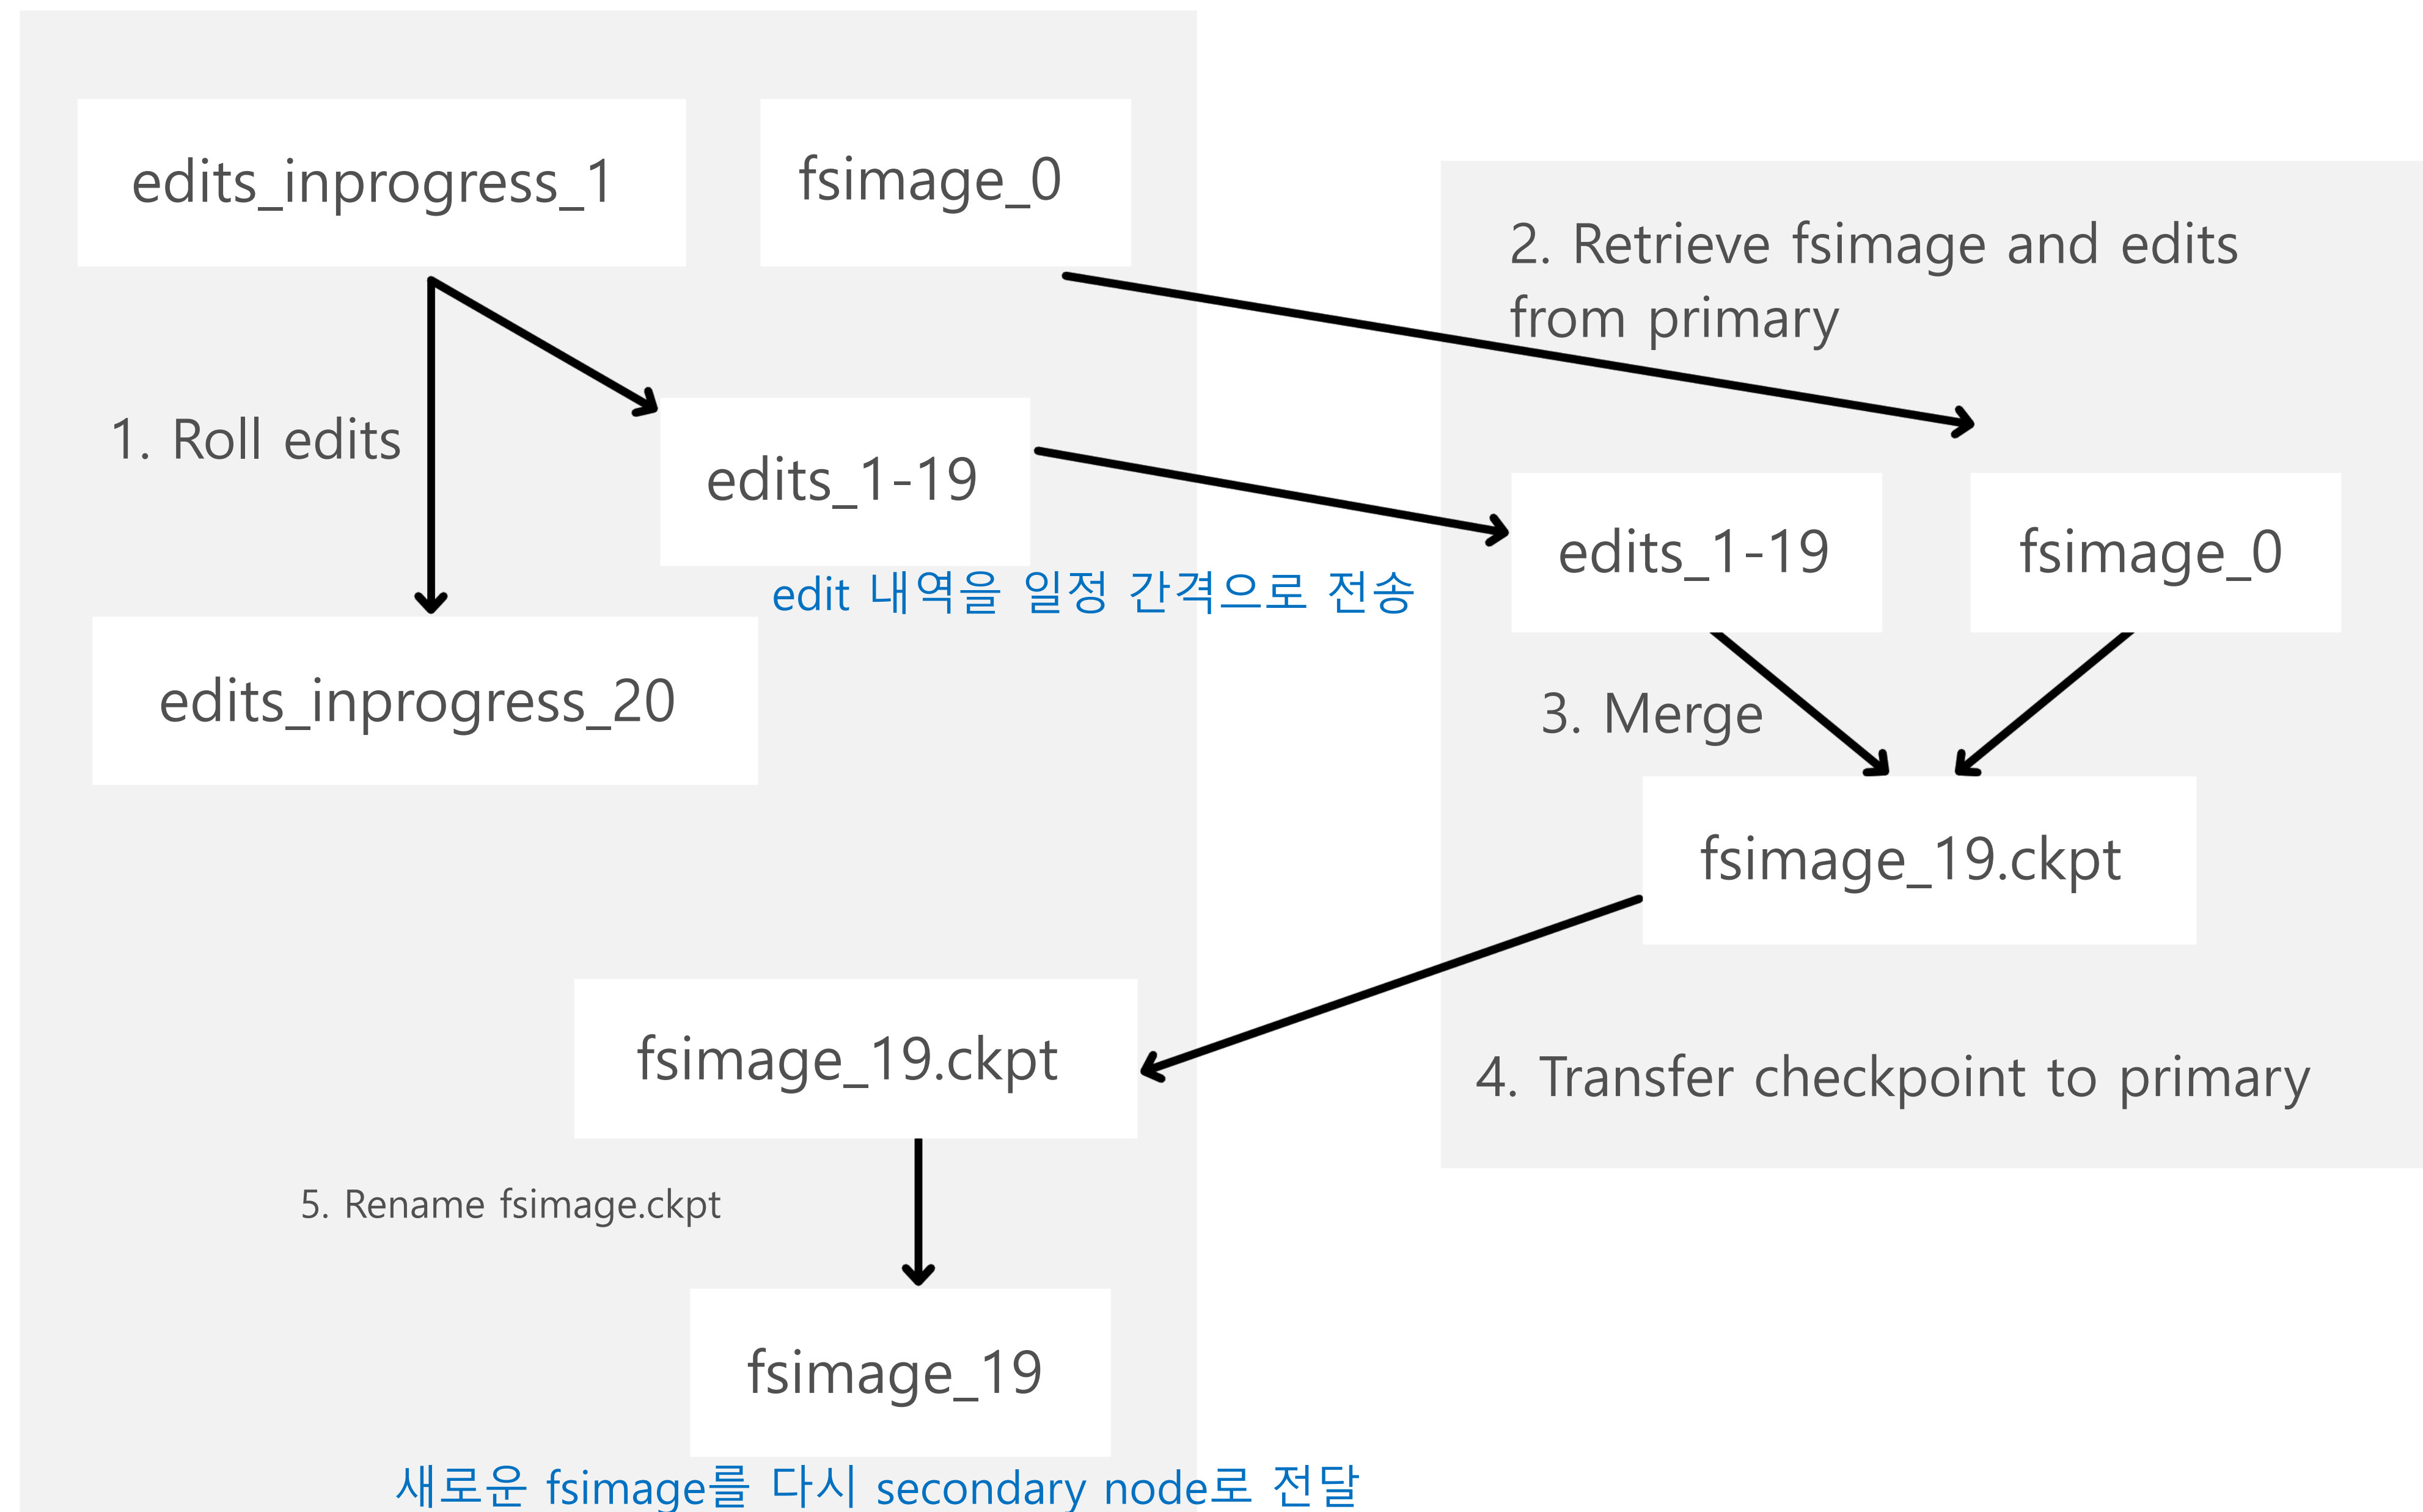 edits_inprogress_1
fsimage_0
1. Roll edits
edits_1-19
edit 내역을 일정 간격으로 전송
edits_inprogress_20
2. Retrieve fsimage and edits
from primary
edits_1-19
fsimage_0
3. Merge
fsimage_19.ckpt
4. Transfer checkpoint to primary
fsimage_19.ckpt
5. Rename fsimage.ckpt
fsimage_19
새로운 fsimage를 다시 secondary node로 전달